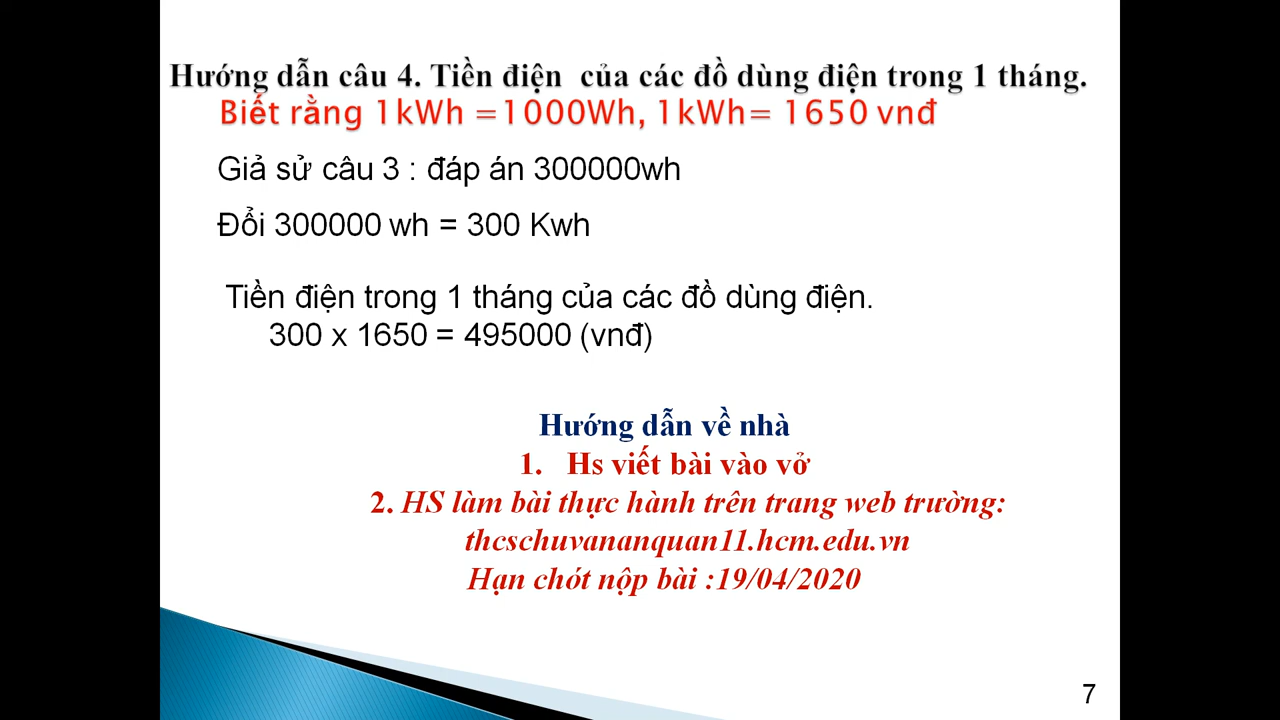 Hướng dẫn câu 4. Tiền điện của các đồ dùng điện trong 1 tháng.
Biết rằng 1kWh =1000Wh, 1kWh= 1650 vnđ
Giả sử câu 3 : đáp án 300000wh
Đổi 300000 wh = 300 Kwh
Tiền điện trong 1 tháng của các đồ dùng điện.
300 x 1650 = 495000 (vnđ)
Hướng dẫn về nhà
1. Hs viết bài vào vở
2. HS làm bài thực hành trên trang web trường:
thcschuvananquan11.hcm.edu.vn
Hạn chót nộp bài :19/04/2020
7